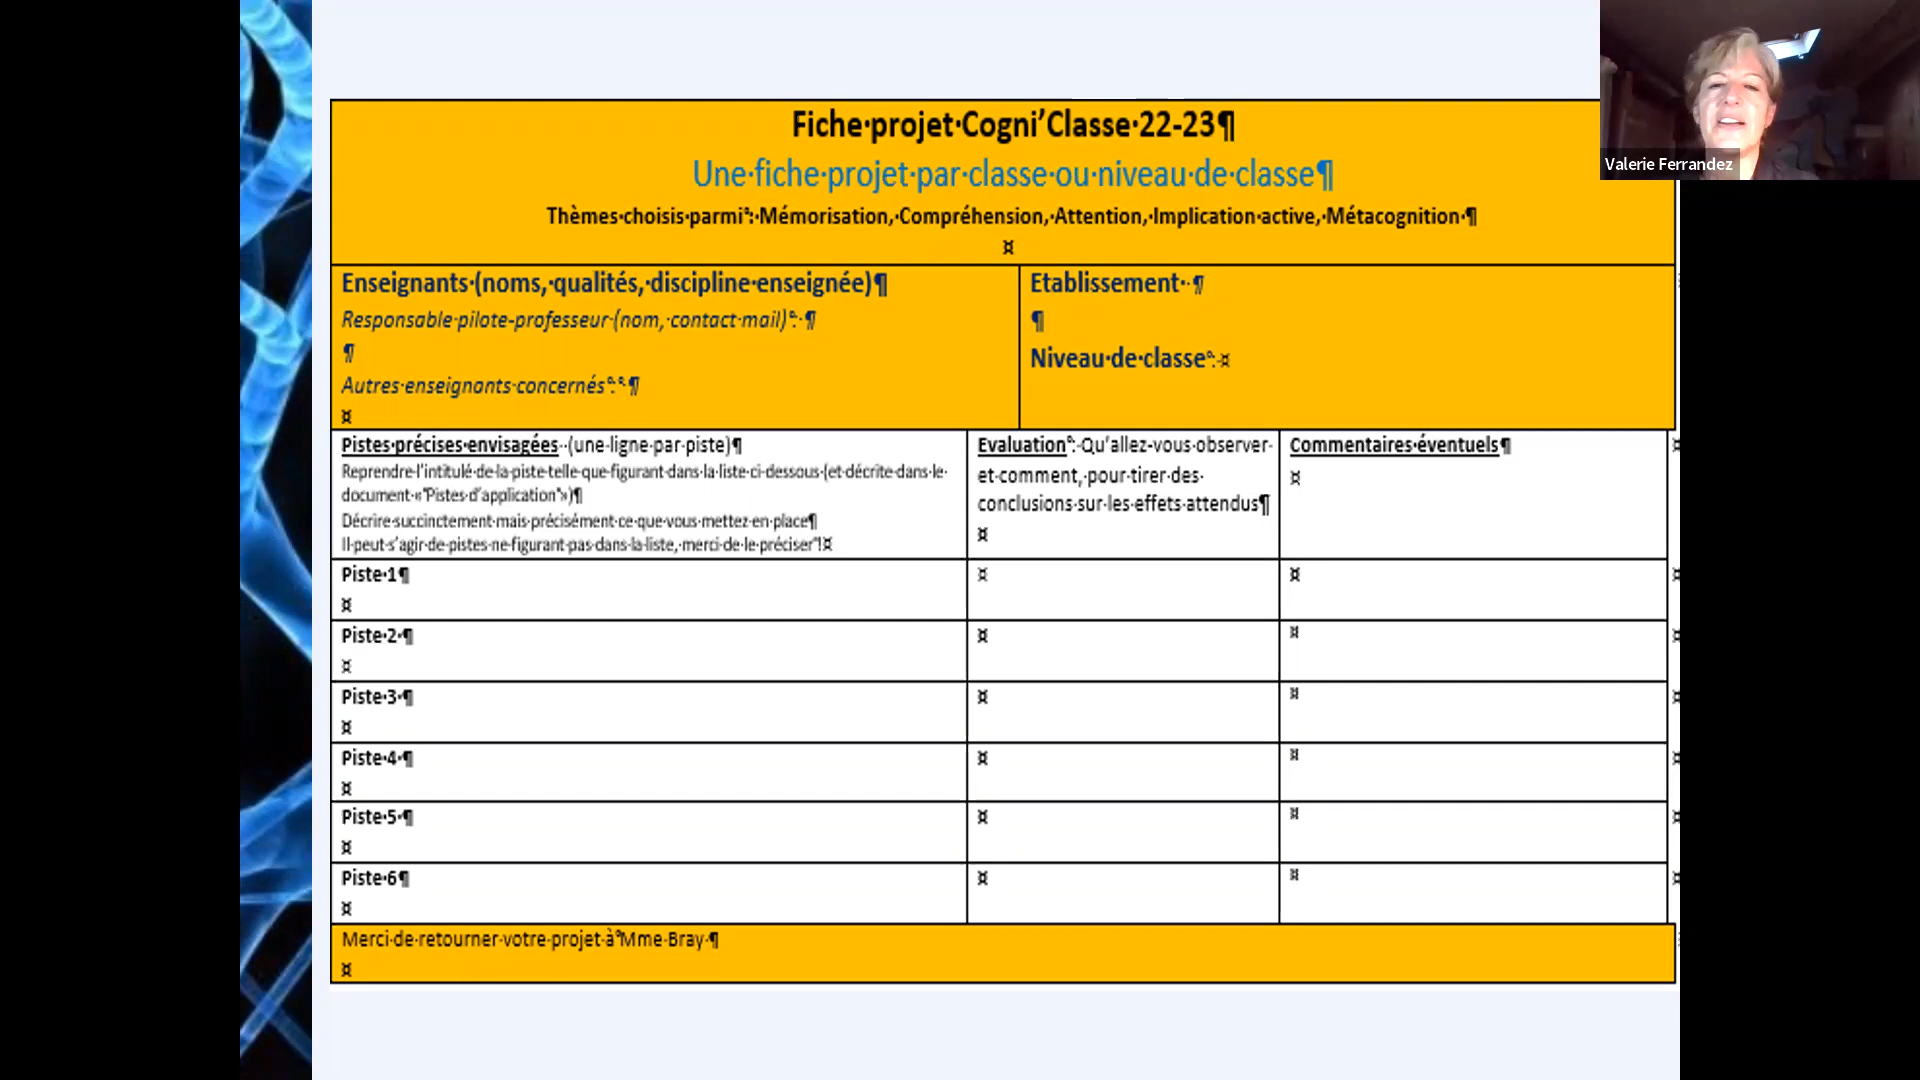 Fiche·projet·Cogni’Classe·22-23¶
Une·fiche·projet·par·classe·ou·niveau·de·classe¶
Thèmes·choisis·parmi°:·Mémorisation,·Compréhension,·Attention,·Implication·active,·Métacognition·¶
¤
Enseignants·(noms,·qualités,·discipline·enseignée)¶
Responsable·pilote-professeur·(nom,·contact·mail)°:·¶
¶
Autres·enseignants·concernés°:°·¶
¤
Etablissement··¶
¶
Niveau·de·classe°:·¤
Pistes·précises·envisagées··(une·ligne·par·piste)¶
Reprendre·l’intitulé·de·la·piste·telle·que·figurant·dans·la·liste·ci-dessous·(et·décrite·dans·le·
document·«°Pistes·d’application°»)¶
Décrire·succinctement·mais·précisément·ce·que·vous·mettez·en·place¶
Il·peut·s’agir·de·pistes·ne·figurant·pas·dans·la·liste,·merci·de·le·préciser°!¤
Evaluation°:·Qu’allez-vous·observer·
et·comment,·pour·tirer·des·
conclusions·sur·les·effets·attendus¶
¤
Commentaires·éventuels¶
¤
¤
Piste·1¶
¤
¤
¤
¤
Piste·2·¶
¤
¤
¤
¤
Piste·3·¶
¤
¤
¤
¤
Piste·4·¶
¤
¤
¤
¤
Piste·5·¶
¤
¤
¤
¤
Piste·6¶
¤
¤
¤
¤
Merci·de·retourner·votre·projet·à°Mme·Bray·¶
¤
Valerie Ferrandez